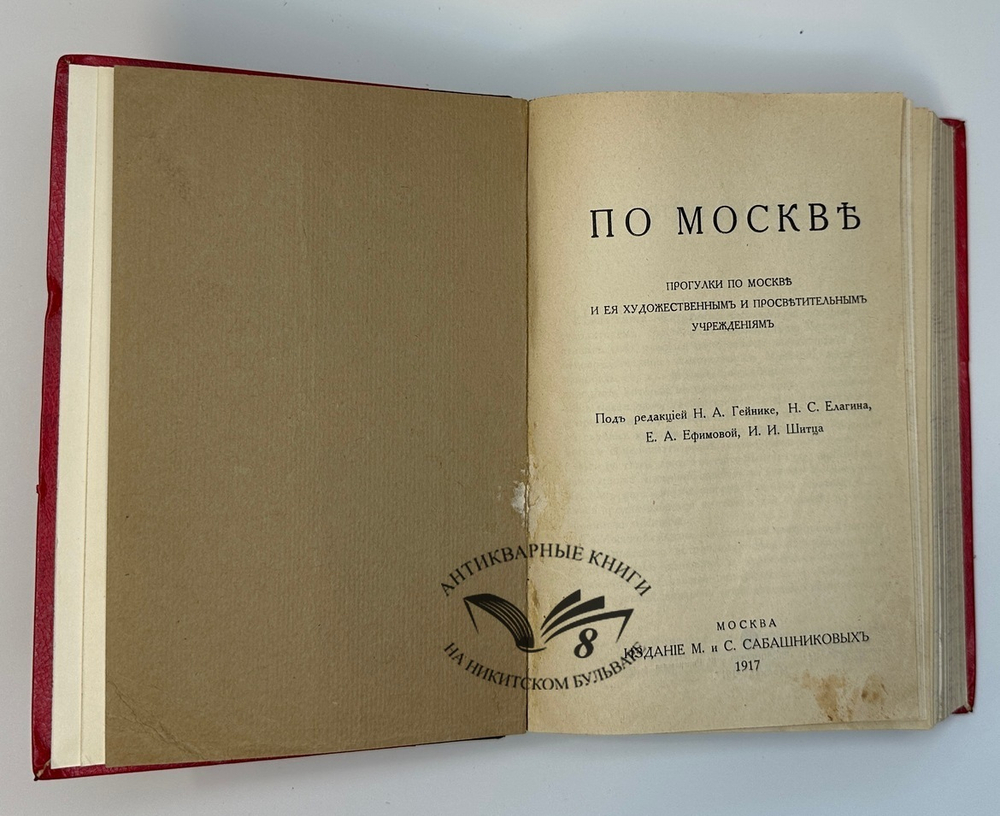 ПО МОСКВѢ
ПРОГУЛКИ ПО МОСКВѢ
И ЕЯ ХУДОЖЕСТВЕННЫМЪ И ПРОСВѢТИТЕЛЬНЫМЪ
УЧРЕЖДЕНІЯМЪ
Подъ редакціей Н. А. Гейнике, Н. С. Елагина,
Е. А. Ефимовой, И. И. Шитца
МОСКВА
ИЗДАНІЕ М. и С. САБАШНИКОВЫХЪ
1917
АНТИКВАРНЫЕ КНИГИ
8
НА НИКИТСКОМ БУЛЬВАРЕ